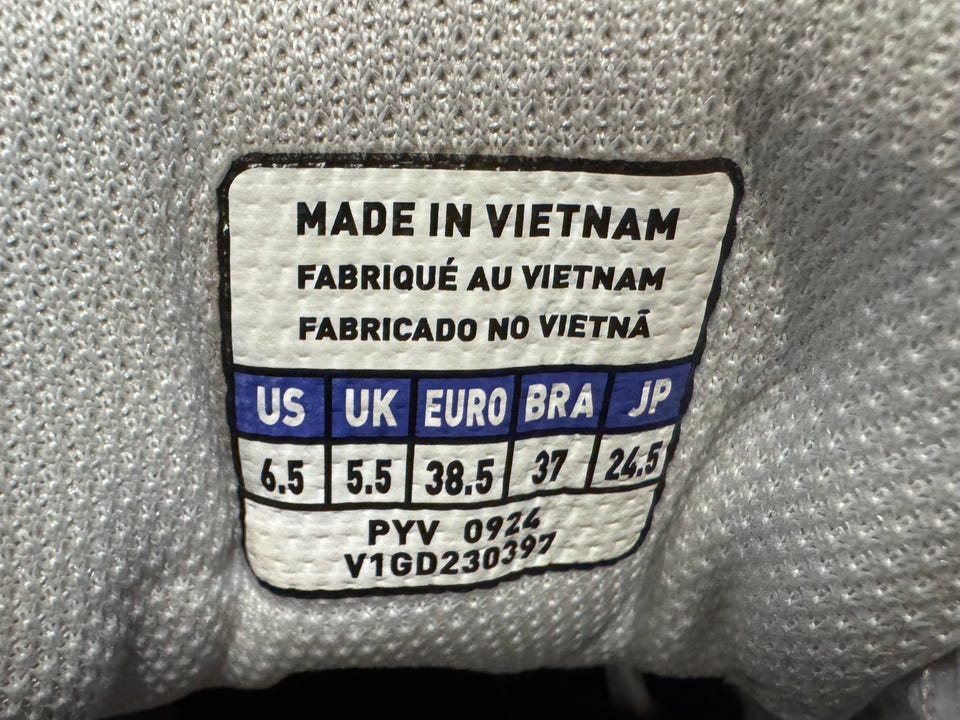 MADE IN VIETNAM
FABRIQUÉ AU VIETNAM
FABRICADO NO VIETNÃ
US UK EURO BRA JP
6.5 5.5 38.5 37 24.5
PYV 0924
V1GD230397